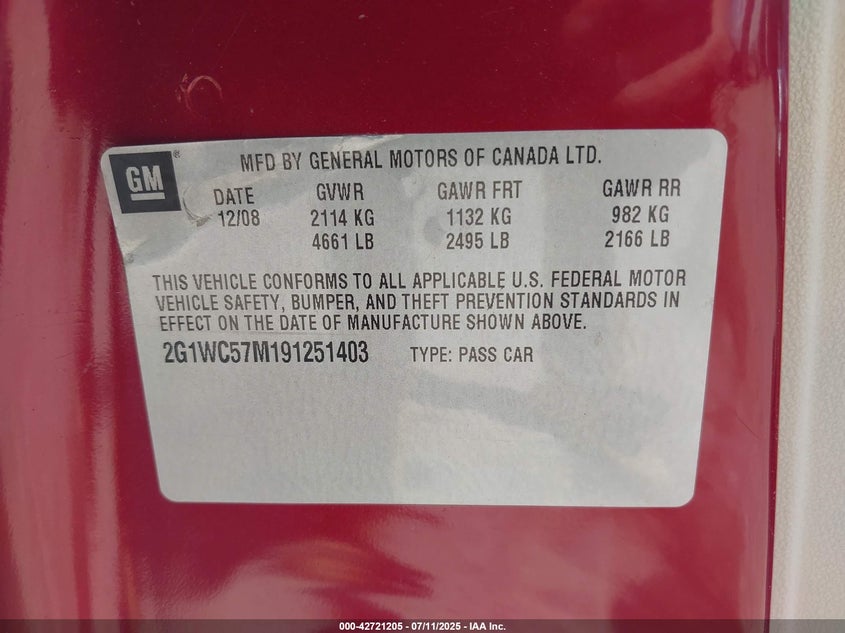 GM
MFD BY GENERAL MOTORS OF CANADA LTD.
DATE GVWR GAWR FRT GAWR RR
12/08 2114 KG 1132 KG 982 KG
4661 LB 2495 LB 2166 LB
THIS VEHICLE CONFORMS TO ALL APPLICABLE U.S. FEDERAL MOTOR
VEHICLE SAFETY, BUMPER, AND THEFT PREVENTION STANDARDS IN
EFFECT ON THE DATE OF MANUFACTURE SHOWN ABOVE.
2G1WC57M191251403 TYPE: PASS CAR
000-42721205 - 07/11/2025 - IAA Inc.